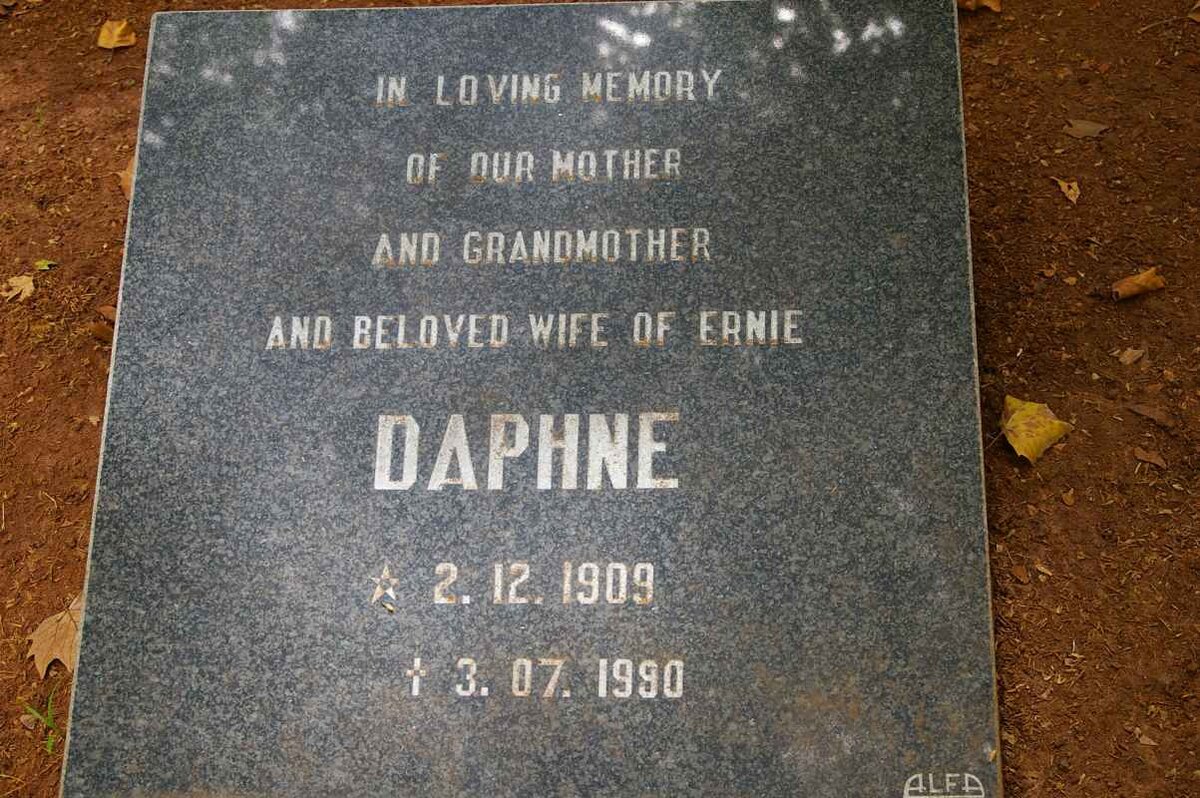 IN LOVING MEMORY
OF OUR MOTHER
AND GRANDMOTHER
AND BELOVED WIFE OF ERNIE
DAPHNE
☆ 2. 12. 1909
✝ 3. 07. 1990
ALFA